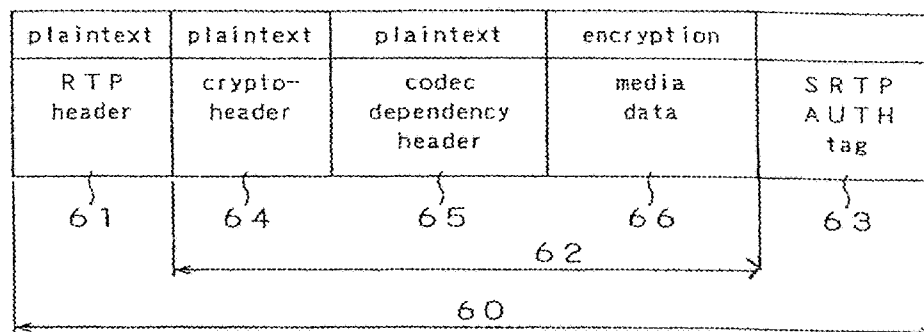 plaintext plaintext plaintext encryption
RTP header
crypto-header
codec dependency header
media data
SRTP AUTH tag
61 64 65 66 63
62
60